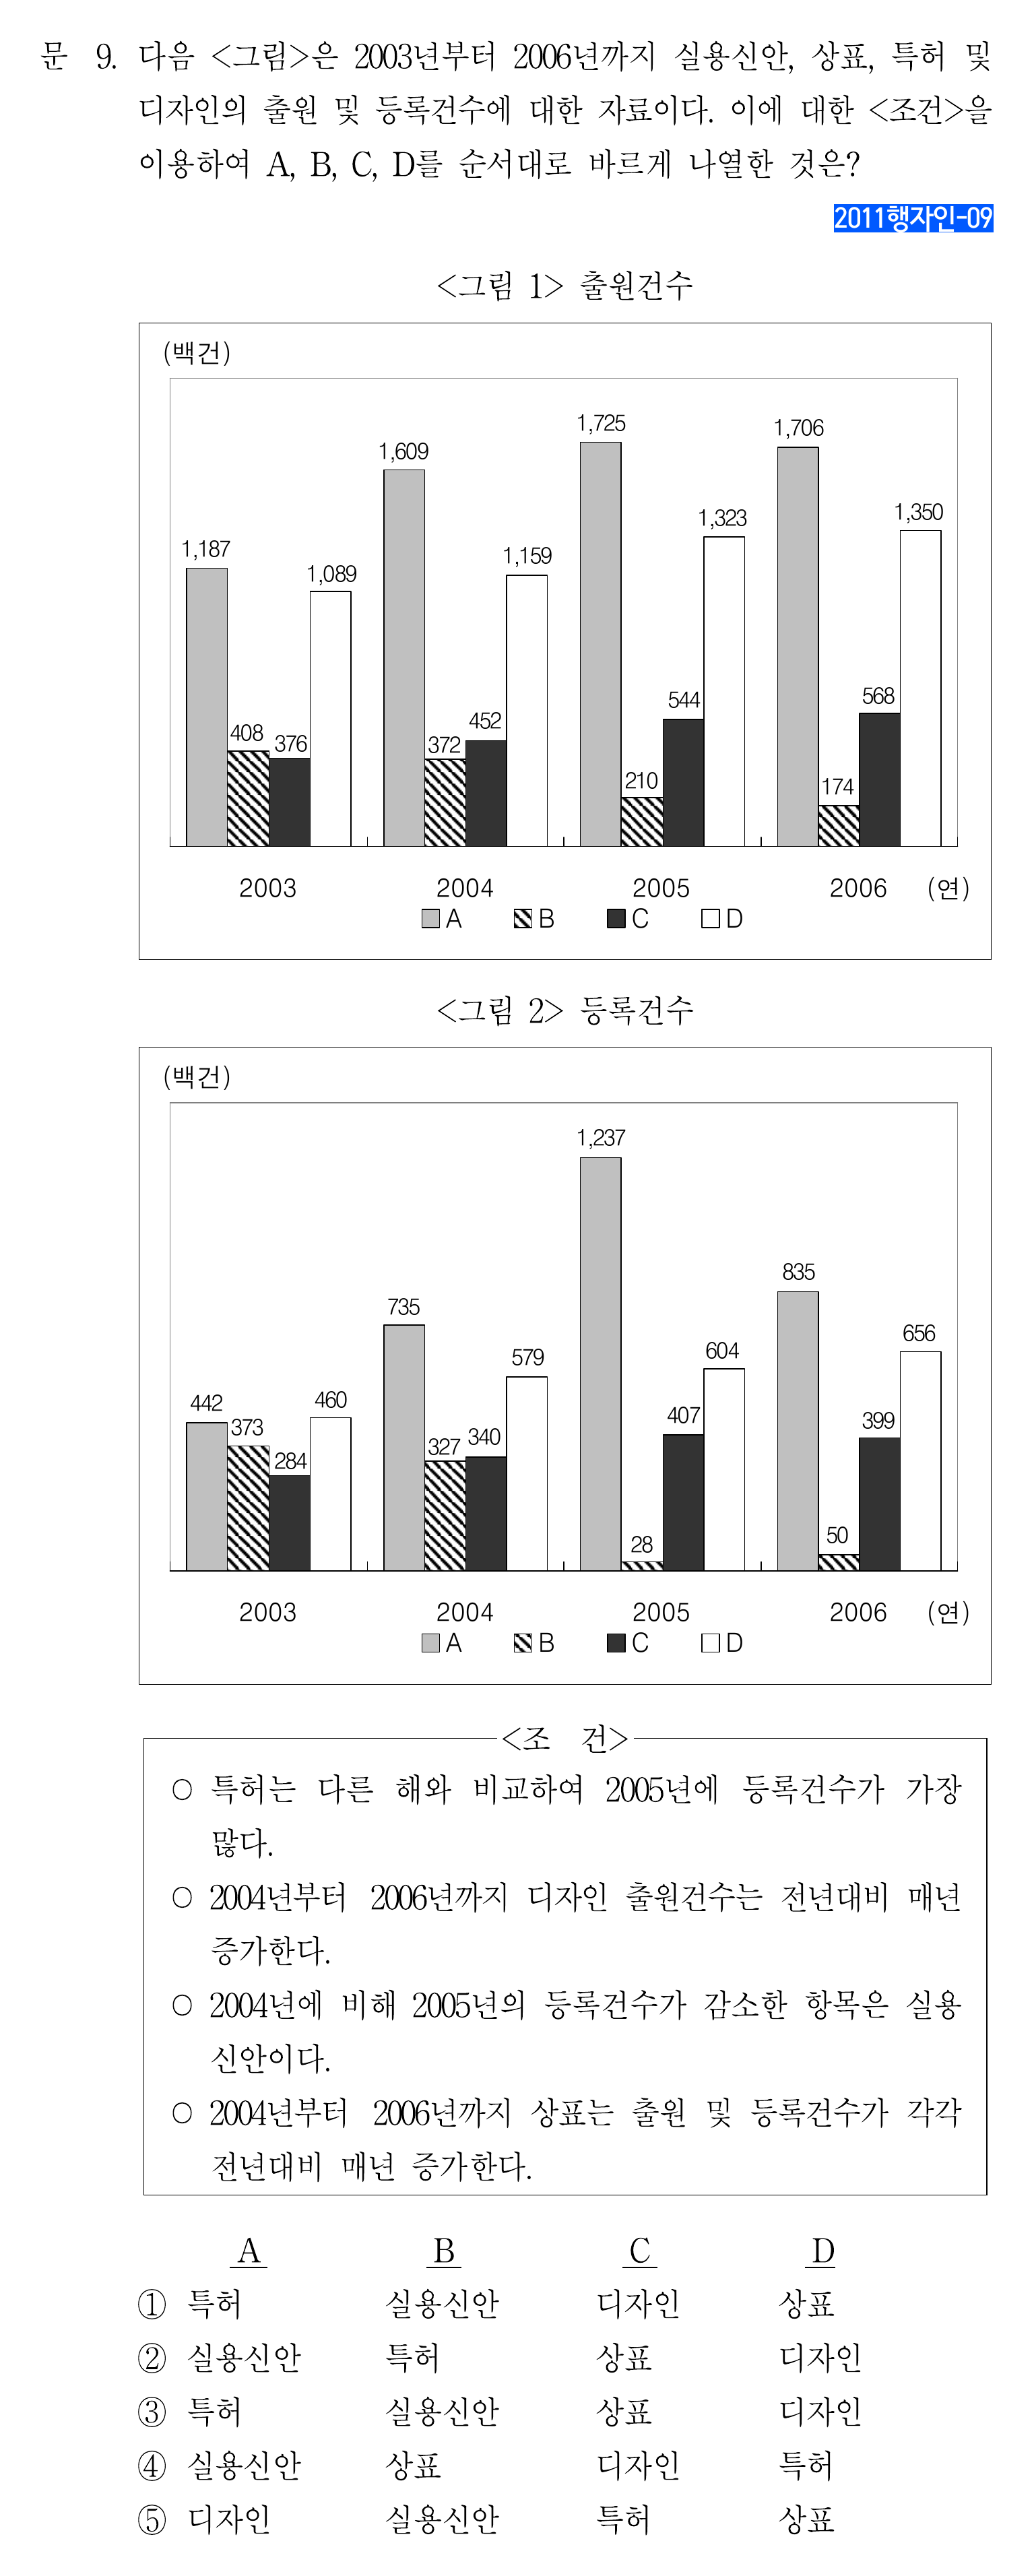 문 9. 다음 <그림>은 2003년부터 2006년까지 실용신안, 상표, 특허 및
디자인의 출원 및 등록건수에 대한 자료이다. 이에 대한 <조건>을
이용하여 A, B, C, D를 순서대로 바르게 나열한 것은?
2011행자인-09
<그림 1> 출원건수
(백건)
1,187 408 376 1,089
1,609 372 452 1,159
1,725 210 544 1,323
1,706 174 568 1,350
2003 2004 2005 2006 (연)
A B C D
<그림 2> 등록건수
(백건)
442 373 284 460
735 327 340 579
1,237 28 407 604
835 50 399 656
2003 2004 2005 2006 (연)
A B C D
<조 건>
○ 특허는 다른 해와 비교하여 2005년에 등록건수가 가장
많다.
○ 2004년부터 2006년까지 디자인 출원건수는 전년대비 매년
증가한다.
○ 2004년에 비해 2005년의 등록건수가 감소한 항목은 실용
신안이다.
○ 2004년부터 2006년까지 상표는 출원 및 등록건수가 각각
전년대비 매년 증가한다.
A B C D
① 특허 실용신안 디자인 상표
② 실용신안 특허 상표 디자인
③ 특허 실용신안 상표 디자인
④ 실용신안 상표 디자인 특허
⑤ 디자인 실용신안 특허 상표